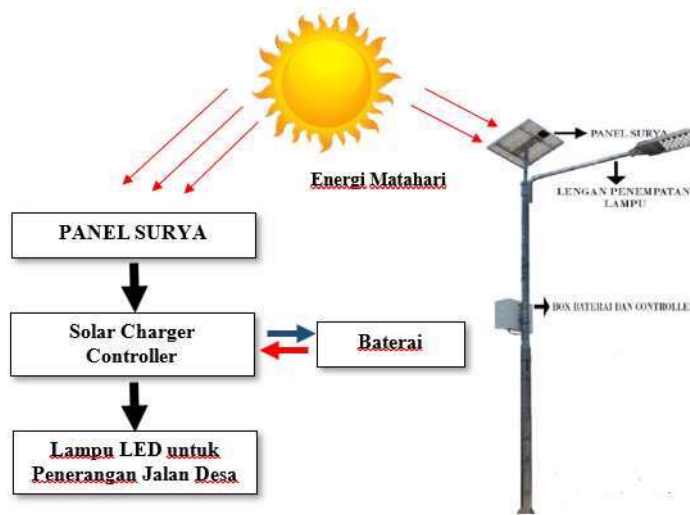 Energi Matahari
PANEL SURYA
Solar Charger
Controller
Baterai
Lampu LED untuk
Penerangan Jalan Desa
PANEL SURYA
LENGAN PENEMPATAN
LAMPU
BOX BATERAI DAN CONTROLLER